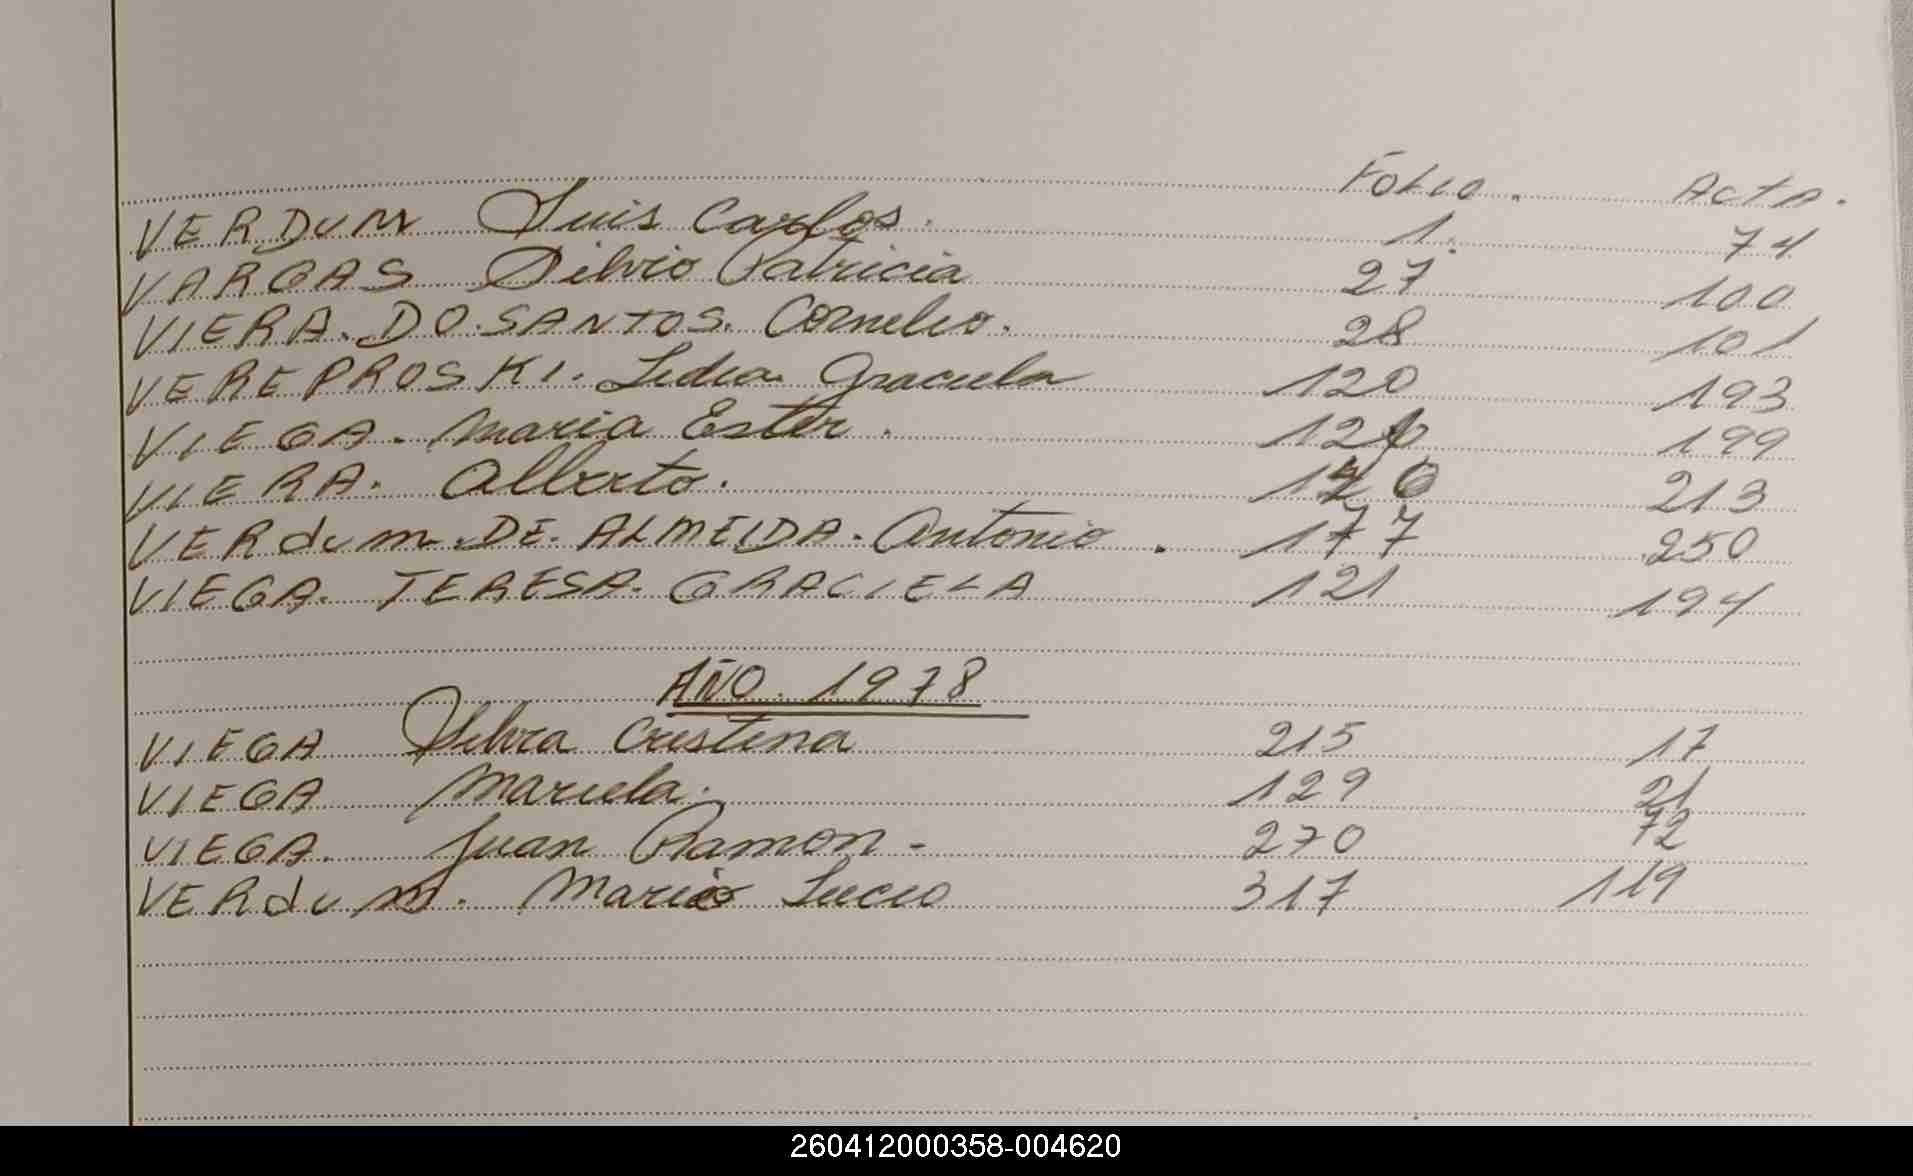 FOLIO. ACTA.
VERDUM Luis Carlos. 1. 74
VARGAS Silvio Patricia 27 100
VIERA. DO. SANTOS. Cornelio. 28 101
VEREPROSKI. Lidia Graciela 120 193
VIEGA. Maria Ester. 199
VIERA. Alberto. 213
VERdum. DE. ALMEIDA. Antonio. 177 250
VIEGA. TERESA. GRACIELA 121 194
AÑO. 1978
VIEGA Silvia Cristina 215 17
VIEGA Mariela. 129 21
VIEGA. Juan Ramon - 270 72
VERdum. Mario Lucio 317 119
260412000358-004620